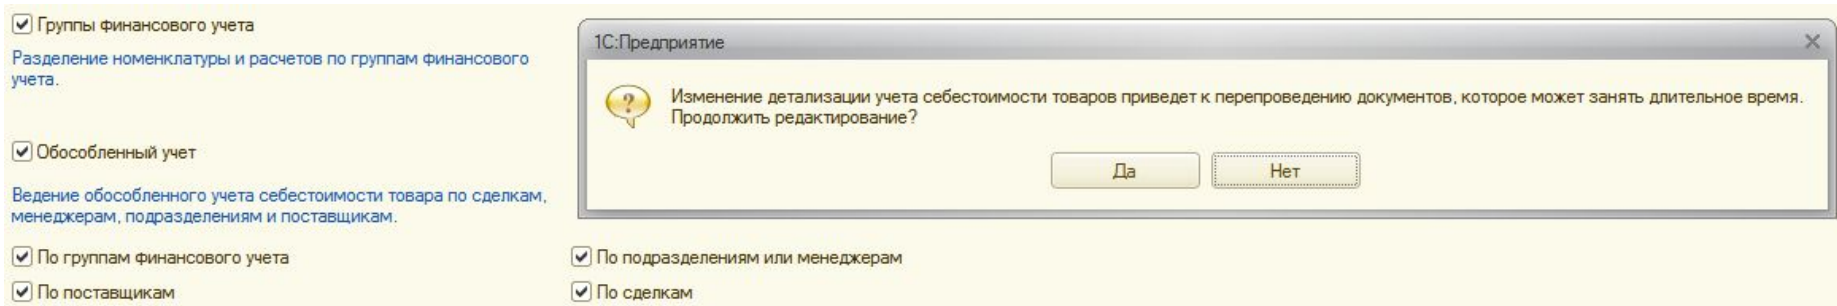 Группы финансового учета
Разделение номенклатуры и расчетов по группам финансового
учета.
Обособленный учет
Ведение обособленного учета себестоимости товара по сделкам,
менеджерам, подразделениям и поставщикам.
1С:Предприятие
Изменение детализации учета себестоимости товаров приведет к перепроведению документов, которое может занять длительное время.
Продолжить редактирование?
Да
Нет
По группам финансового учета
По подразделениям или менеджерам
По поставщикам
По сделкам